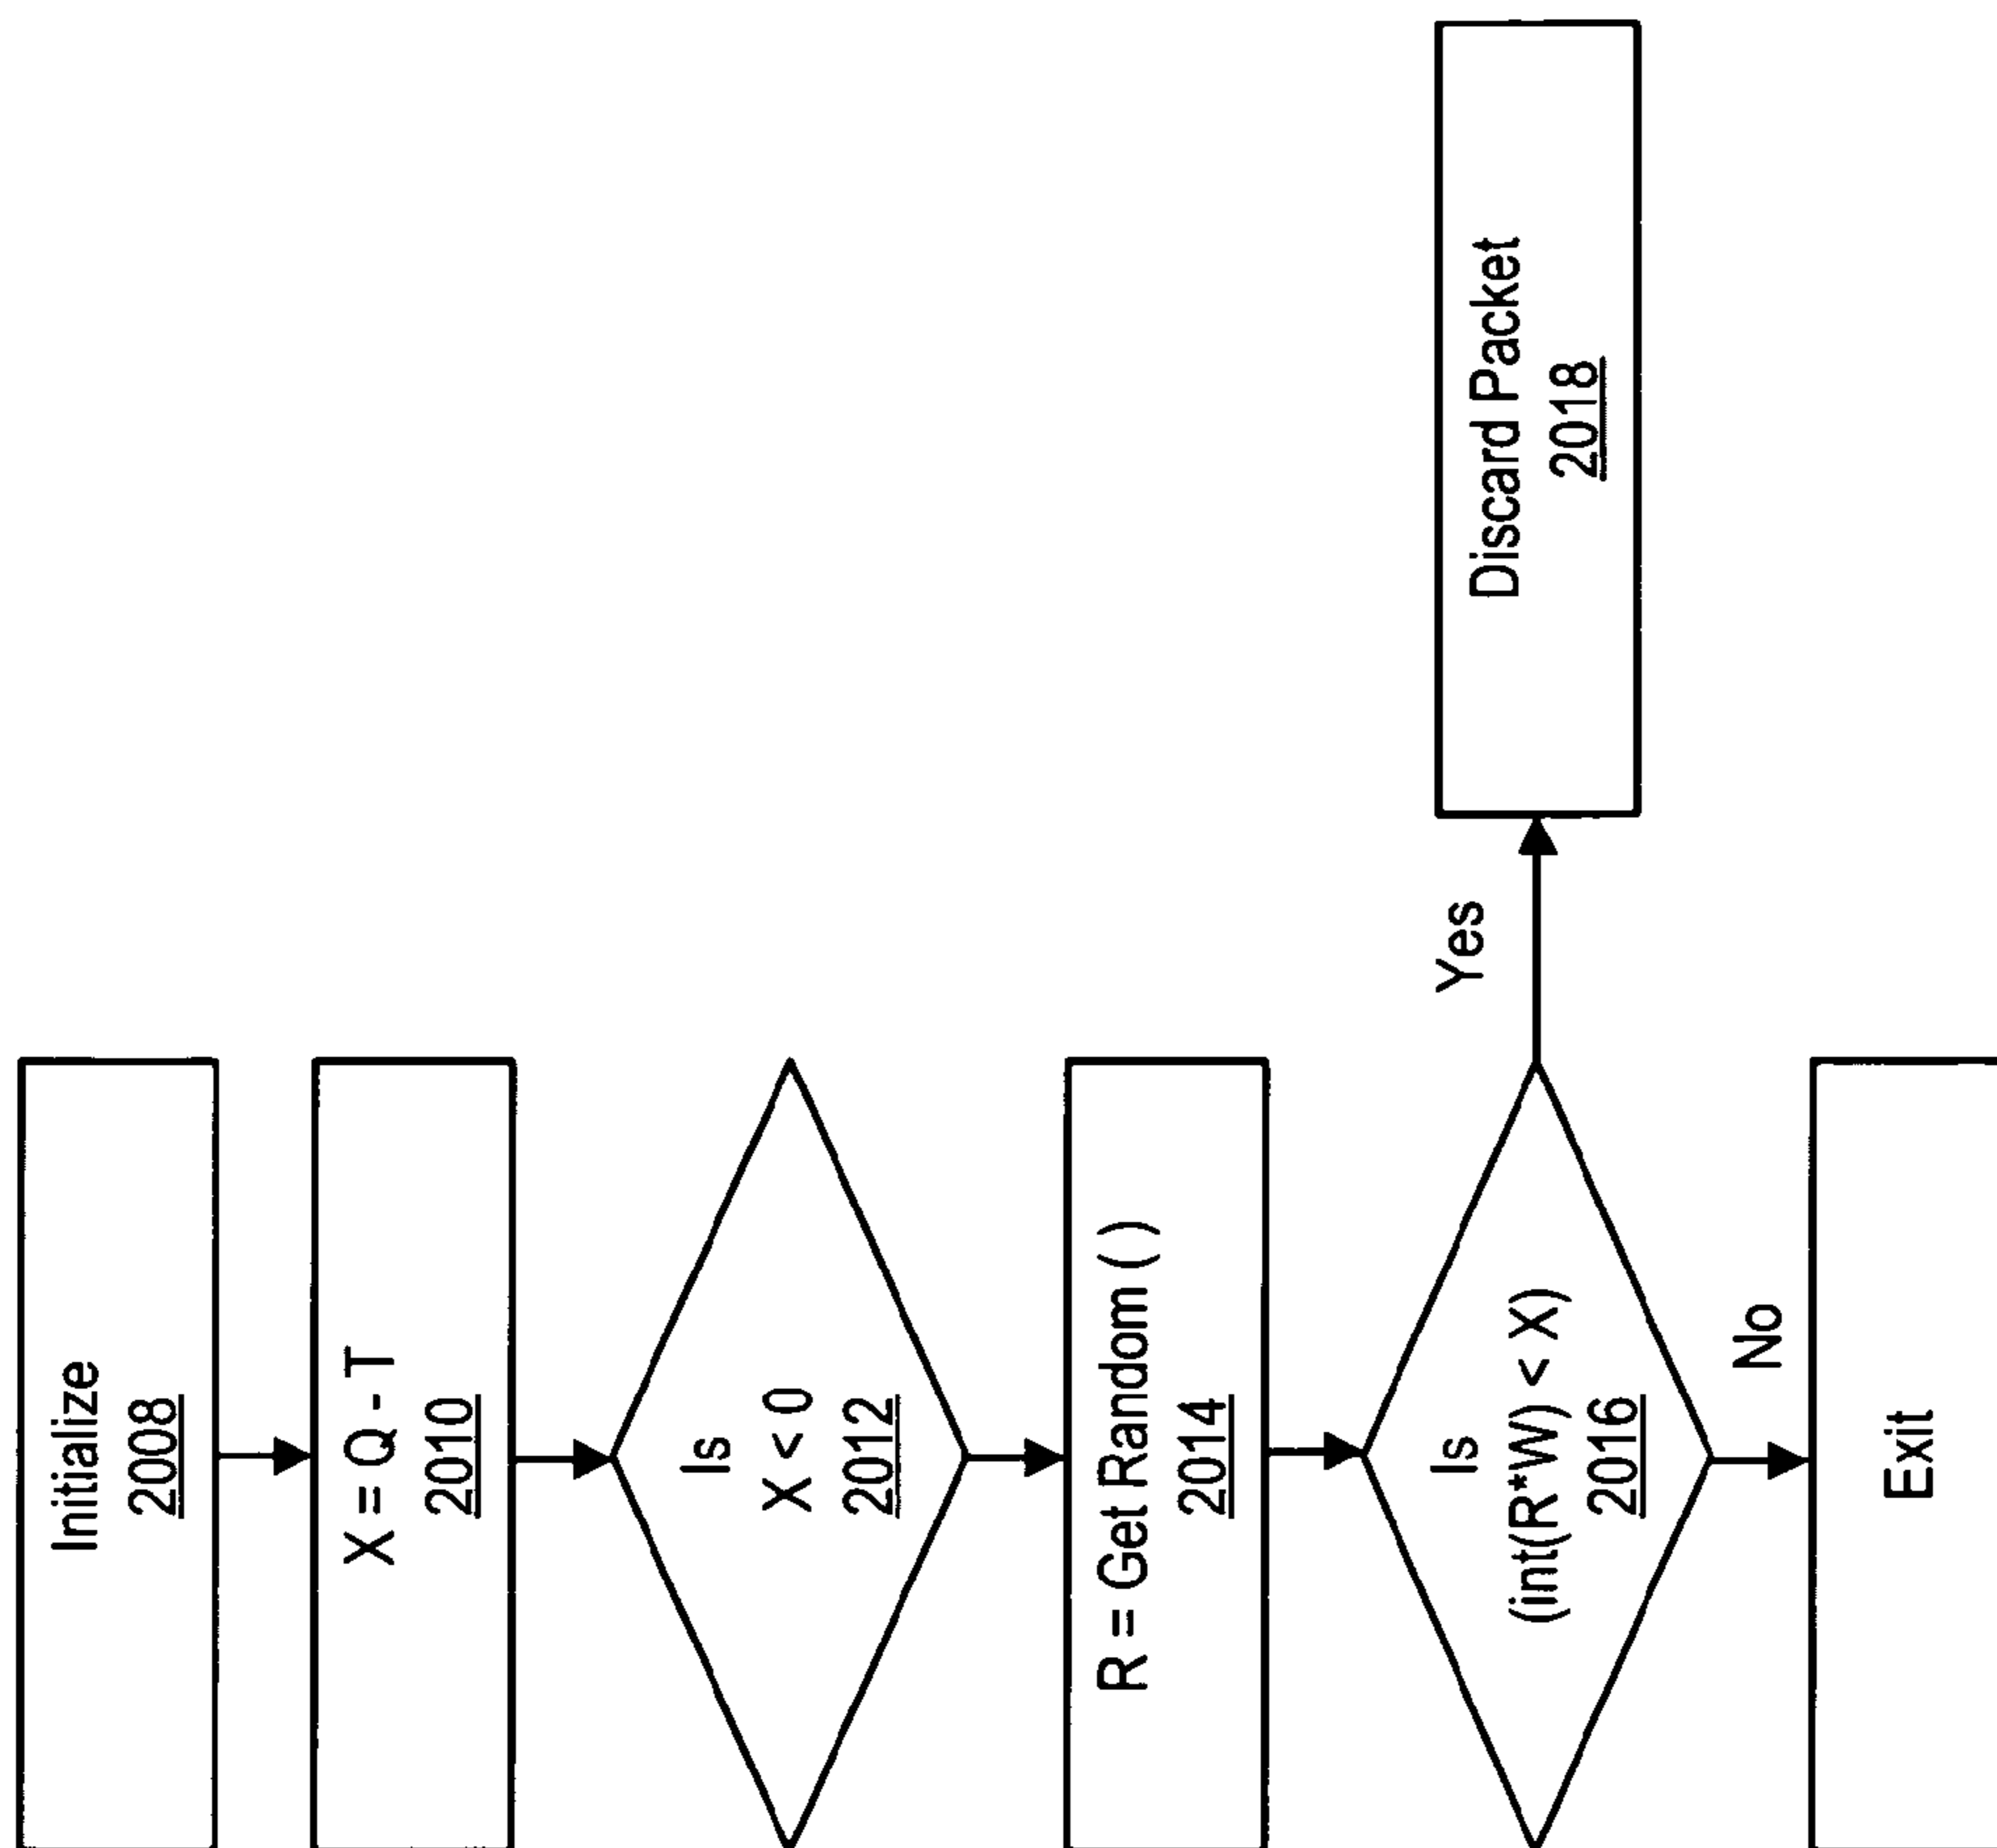 Initialize
2008
X = Q - T
2010
Is
X < 0
2012
R = Get Random ( )
2014
Is
(int(R*W) < X)
2016
Yes
Discard Packet
2018
No
Exit